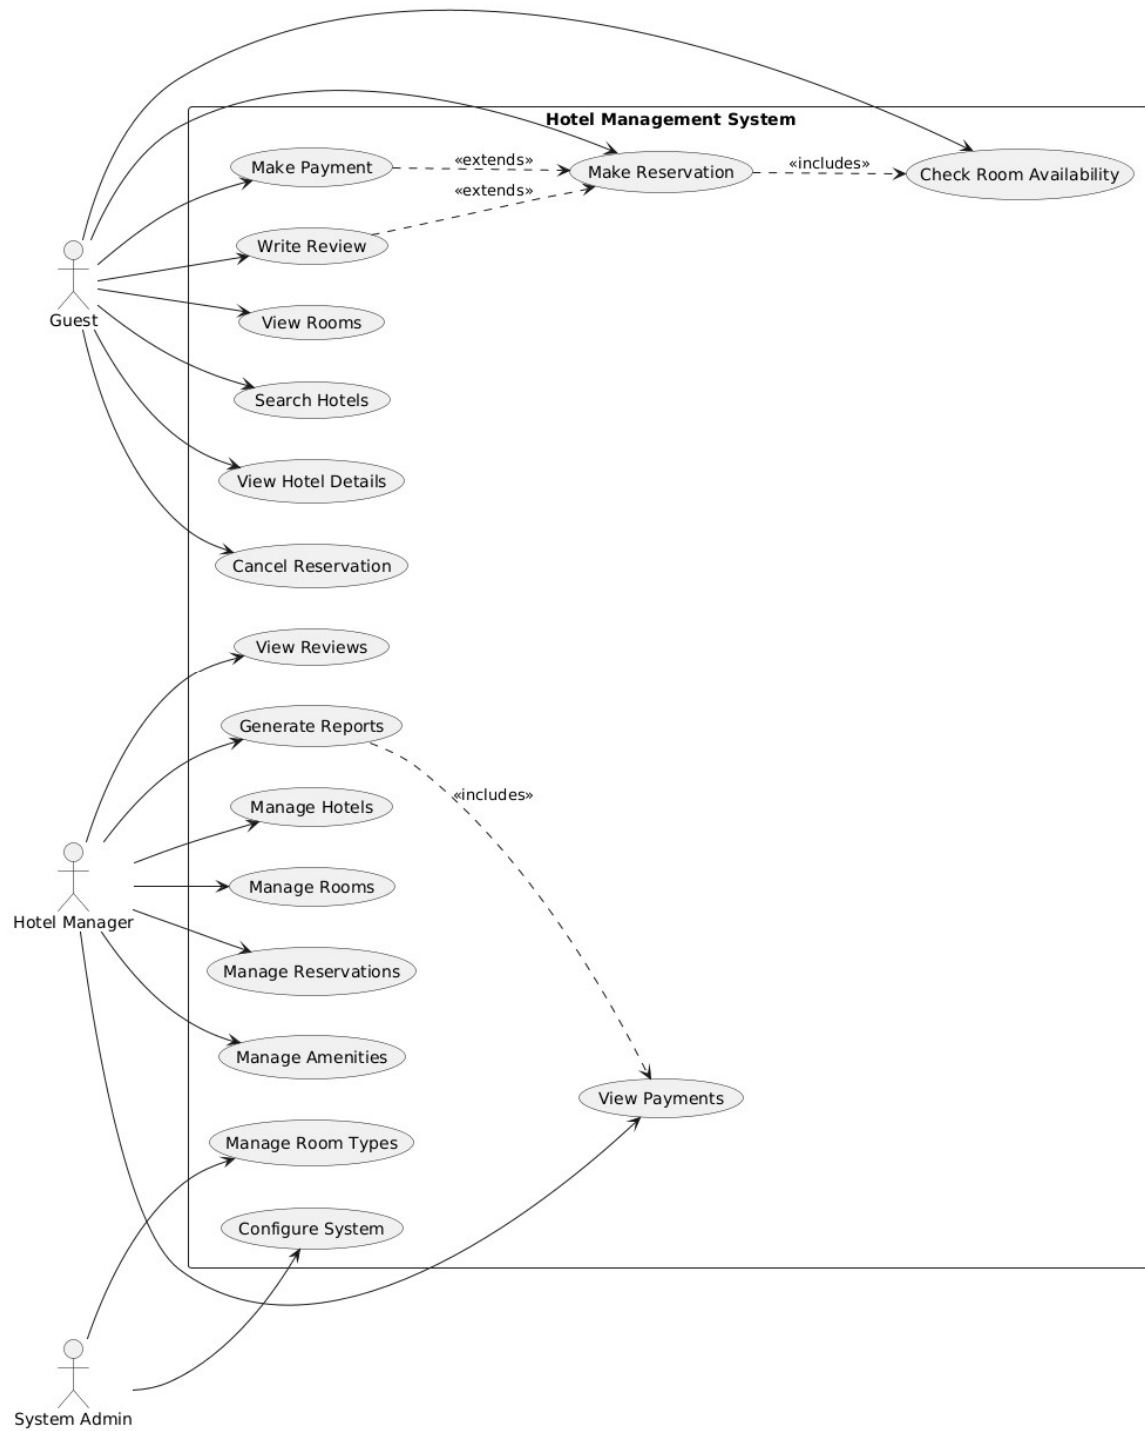 Hotel Management System
Make Payment
«extends»
Make Reservation
«includes»
Check Room Availability
«extends»
Write Review
Guest
View Rooms
Search Hotels
View Hotel Details
Cancel Reservation
View Reviews
Generate Reports
«includes»
Manage Hotels
Manage Rooms
Hotel Manager
Manage Reservations
Manage Amenities
View Payments
Manage Room Types
Configure System
System Admin